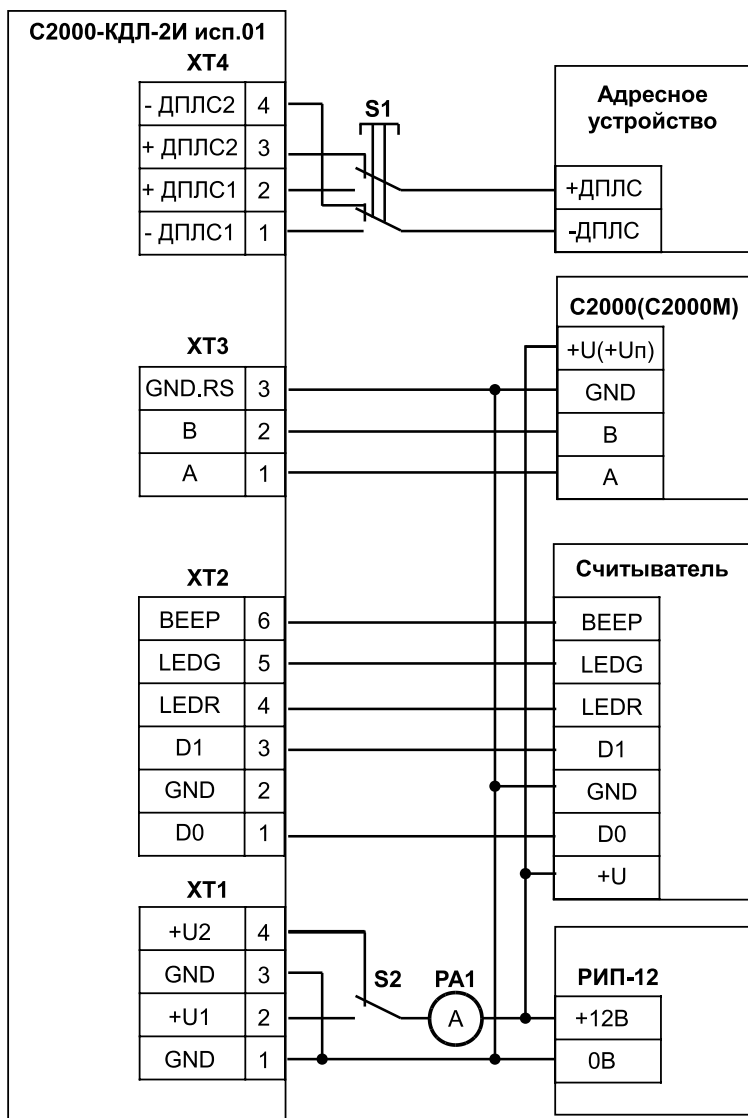 С2000-КДЛ-2И исп.01
XT4
- ДПЛС2 4
+ ДПЛС2 3
+ ДПЛС1 2
- ДПЛС1 1
S1
Адресное
устройство
+ДПЛС
-ДПЛС
XT3
GND.RS 3
B 2
A 1
С2000(С2000М)
+U(+Uп)
GND
B
A
XT2
BEEP 6
LEDG 5
LEDR 4
D1 3
GND 2
D0 1
Считыватель
BEEP
LEDG
LEDR
D1
GND
D0
+U
XT1
+U2 4
GND 3
+U1 2
GND 1
S2
PA1
A
РИП-12
+12В
0В